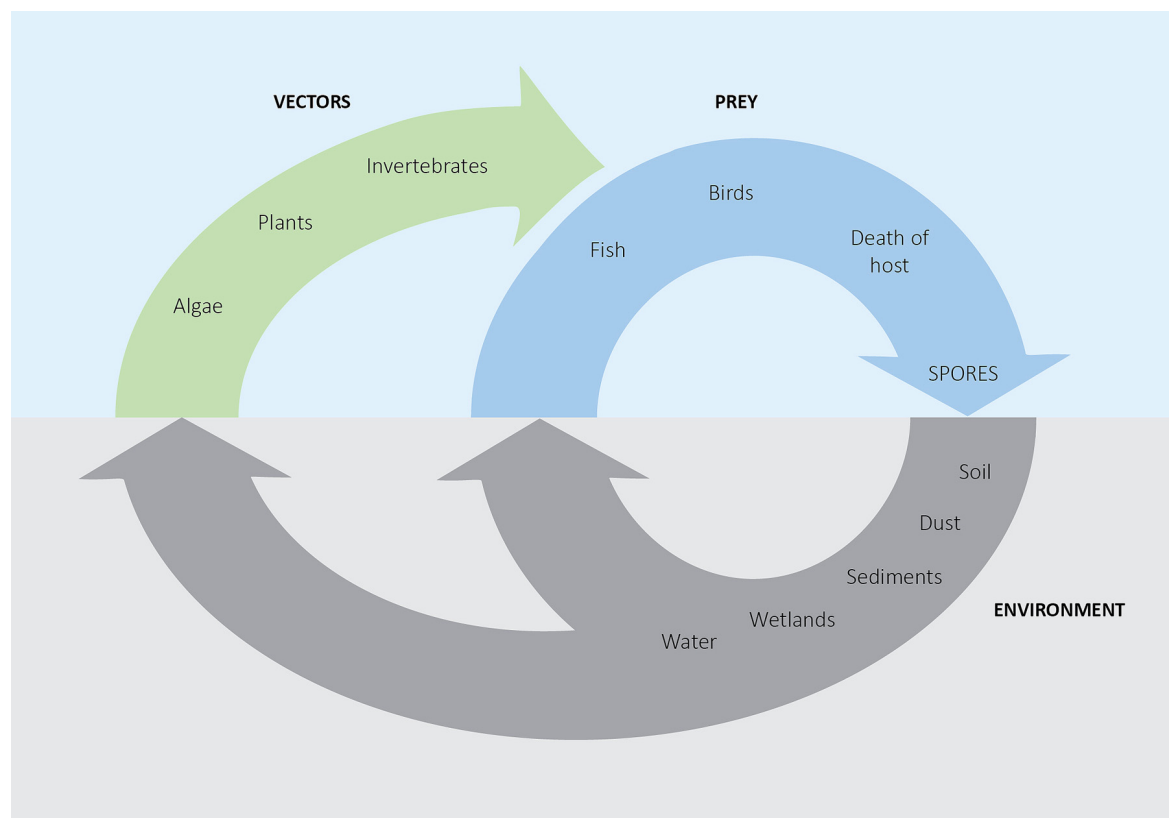 VECTORS
PREY
Invertebrates
Plants
Algae
Birds
Fish
Death of
host
SPORES
Soil
Dust
Sediments
Wetlands
Water
ENVIRONMENT